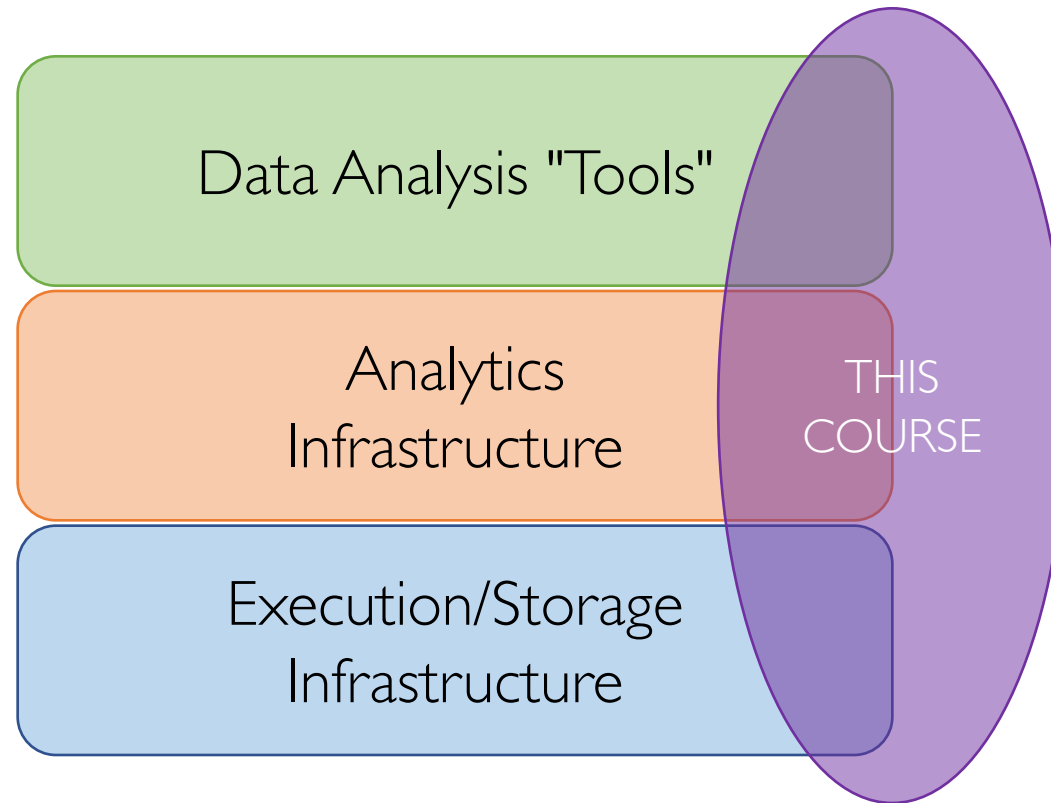 Data Analysis "Tools"
Analytics
Infrastructure
THIS
COURSE
Execution/Storage
Infrastructure